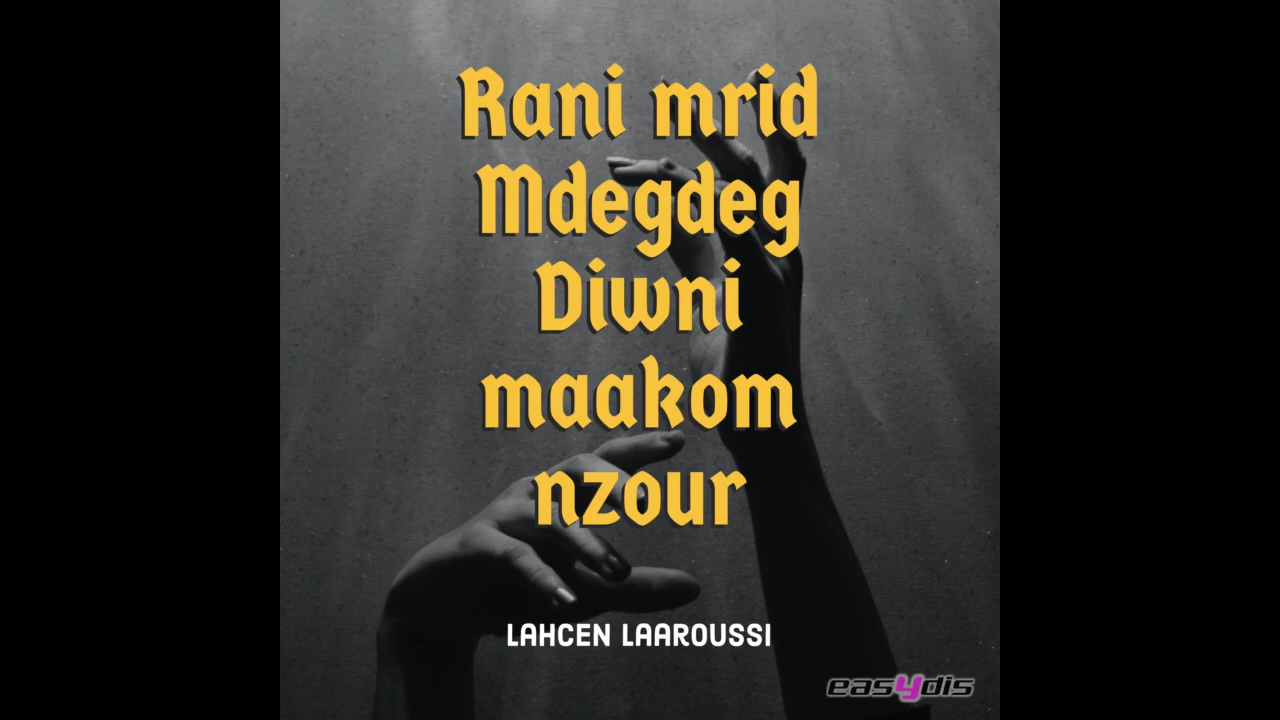 Rani mrid
Mdegdeg
Diwni
maakom
nzour
LAHCEN LAAROUSSI
easydis